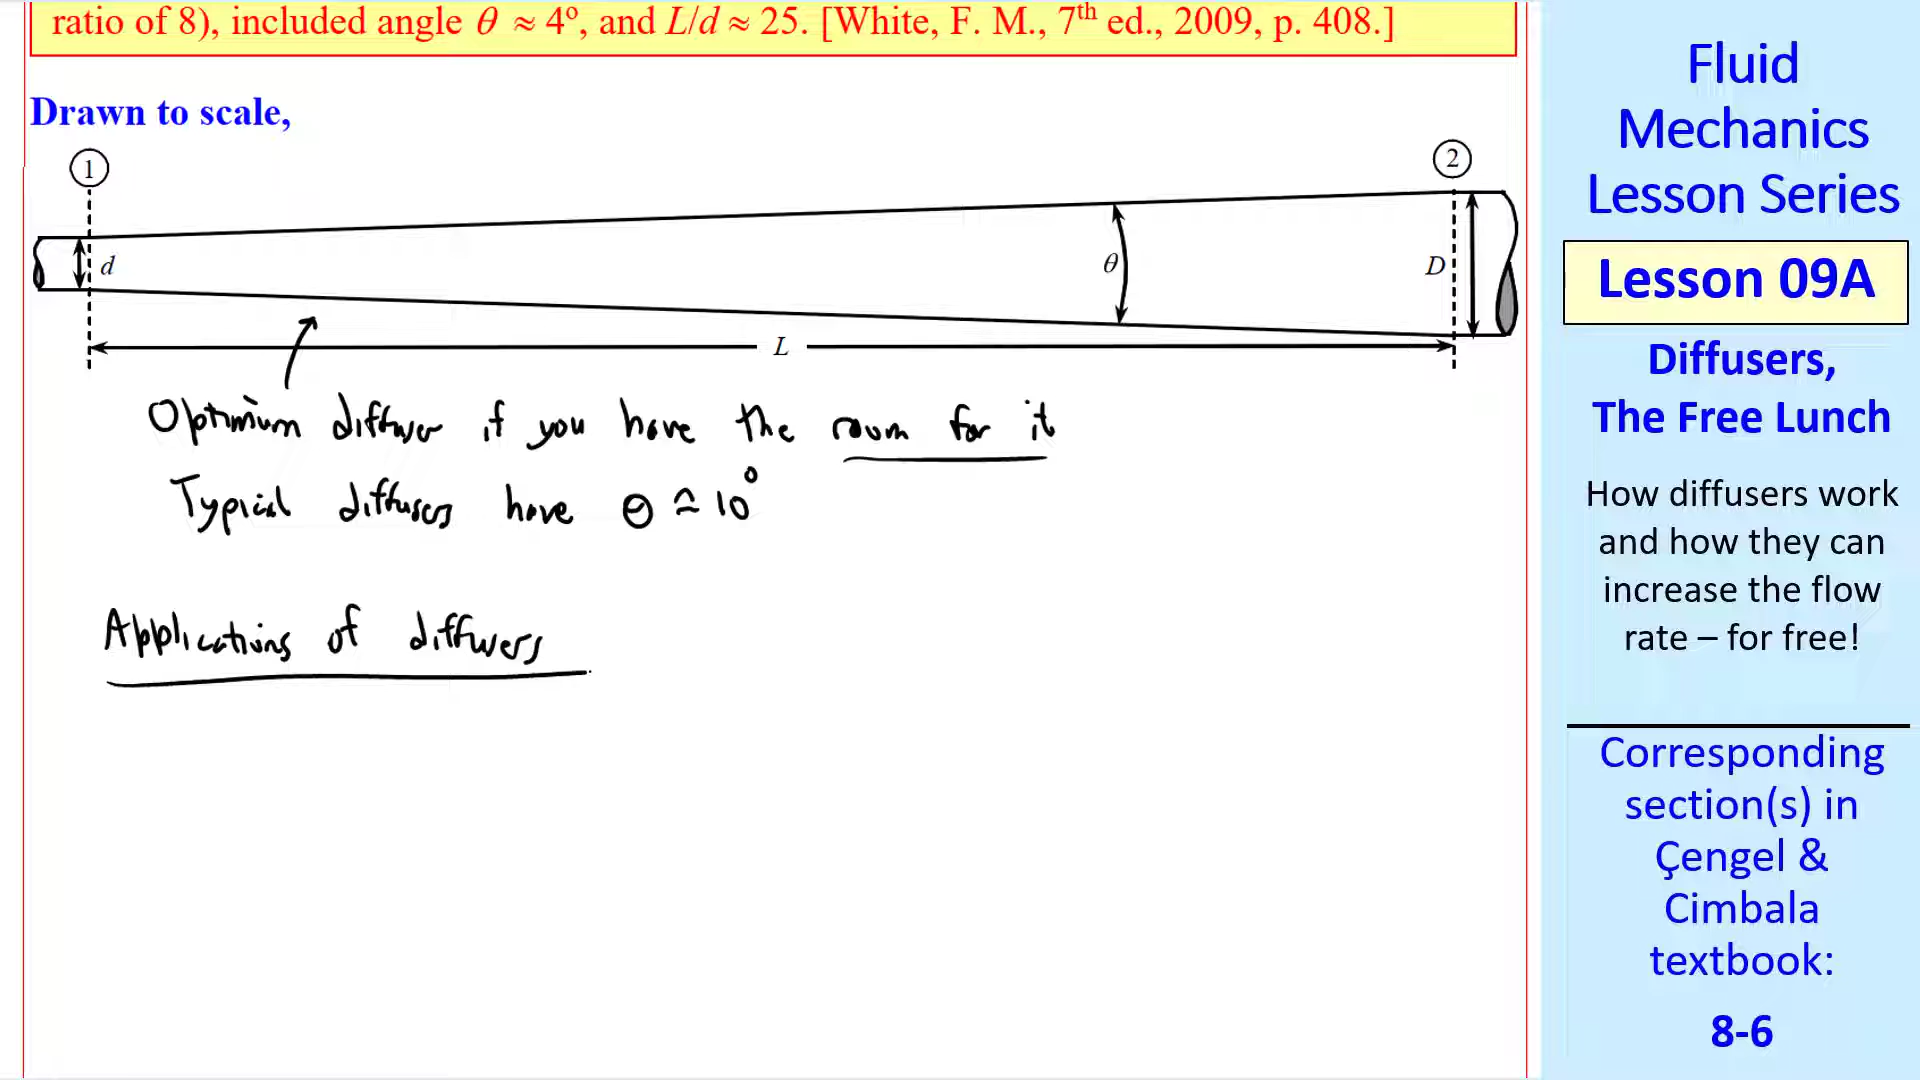 ratio of 8), included angle θ ≈ 4º, and L/d ≈ 25. [White, F. M., 7th ed., 2009, p. 408.]
Drawn to scale,
1
2
d
θ
D
L
Optimum diffuser if you have the room for it
Typical diffusers have θ ≈ 10°
Applications of diffusers
Fluid
Mechanics
Lesson Series
Lesson 09A
Diffusers,
The Free Lunch
How diffusers work
and how they can
increase the flow
rate – for free!
Corresponding
section(s) in
Çengel &
Cimbala
textbook:
8-6